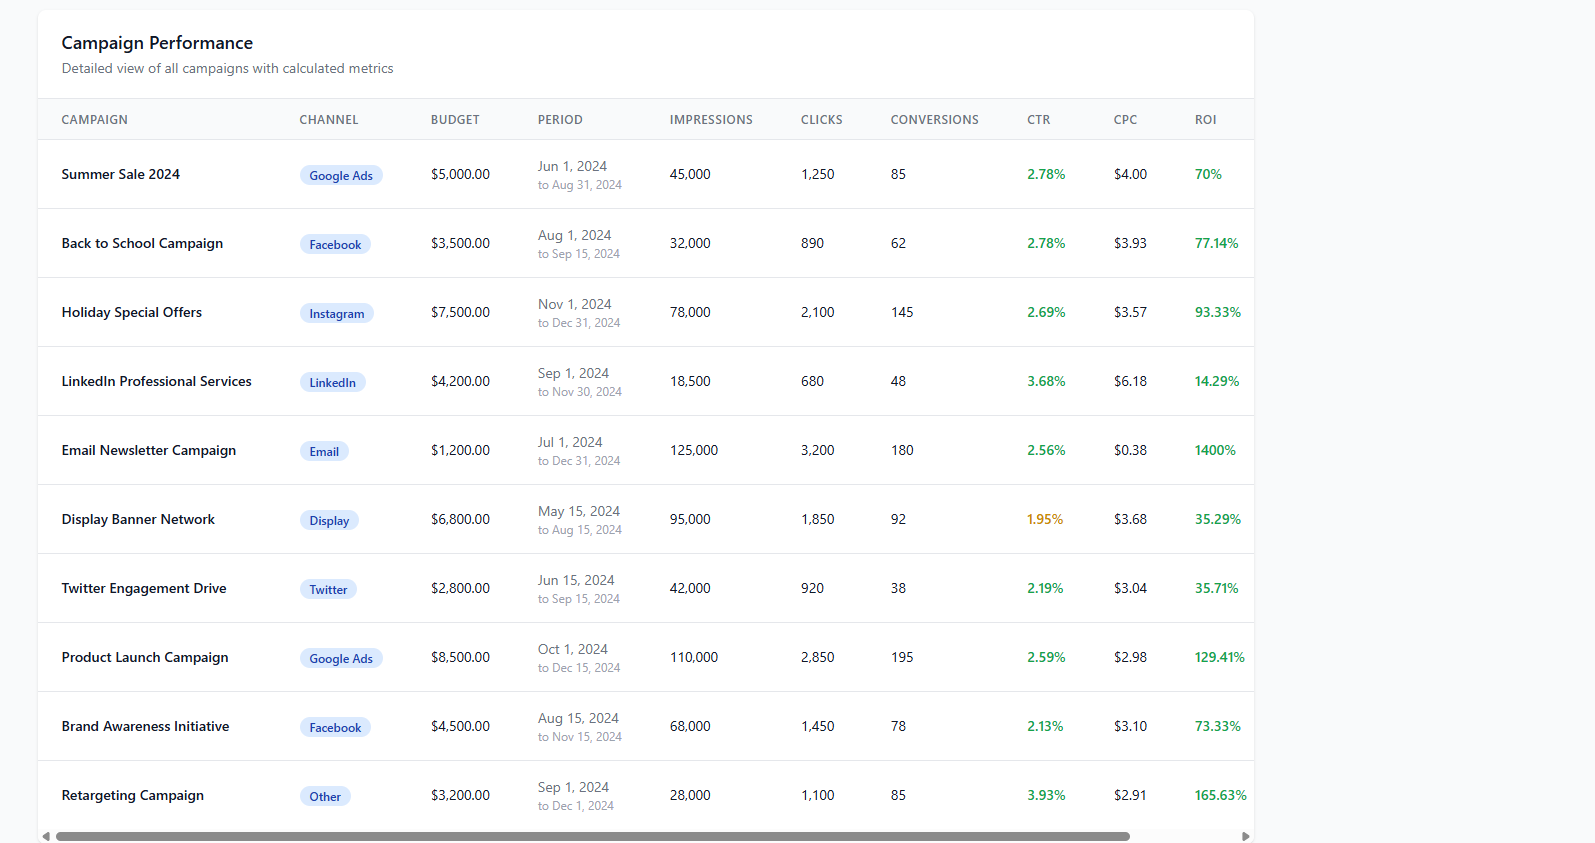 Campaign Performance
Detailed view of all campaigns with calculated metrics
CAMPAIGN CHANNEL BUDGET PERIOD IMPRESSIONS CLICKS CONVERSIONS CTR CPC ROI
Summer Sale 2024 Google Ads $5,000.00 Jun 1, 2024 45,000 1,250 85 2.78% $4.00 70%
to Aug 31, 2024
Back to School Campaign Facebook $3,500.00 Aug 1, 2024 32,000 890 62 2.78% $3.93 77.14%
to Sep 15, 2024
Holiday Special Offers Instagram $7,500.00 Nov 1, 2024 78,000 2,100 145 2.69% $3.57 93.33%
to Dec 31, 2024
LinkedIn Professional Services LinkedIn $4,200.00 Sep 1, 2024 18,500 680 48 3.68% $6.18 14.29%
to Nov 30, 2024
Email Newsletter Campaign Email $1,200.00 Jul 1, 2024 125,000 3,200 180 2.56% $0.38 1400%
to Dec 31, 2024
Display Banner Network Display $6,800.00 May 15, 2024 95,000 1,850 92 1.95% $3.68 35.29%
to Aug 15, 2024
Twitter Engagement Drive Twitter $2,800.00 Jun 15, 2024 42,000 920 38 2.19% $3.04 35.71%
to Sep 15, 2024
Product Launch Campaign Google Ads $8,500.00 Oct 1, 2024 110,000 2,850 195 2.59% $2.98 129.41%
to Dec 15, 2024
Brand Awareness Initiative Facebook $4,500.00 Aug 15, 2024 68,000 1,450 78 2.13% $3.10 73.33%
to Nov 15, 2024
Retargeting Campaign Other $3,200.00 Sep 1, 2024 28,000 1,100 85 3.93% $2.91 165.63%
to Dec 1, 2024